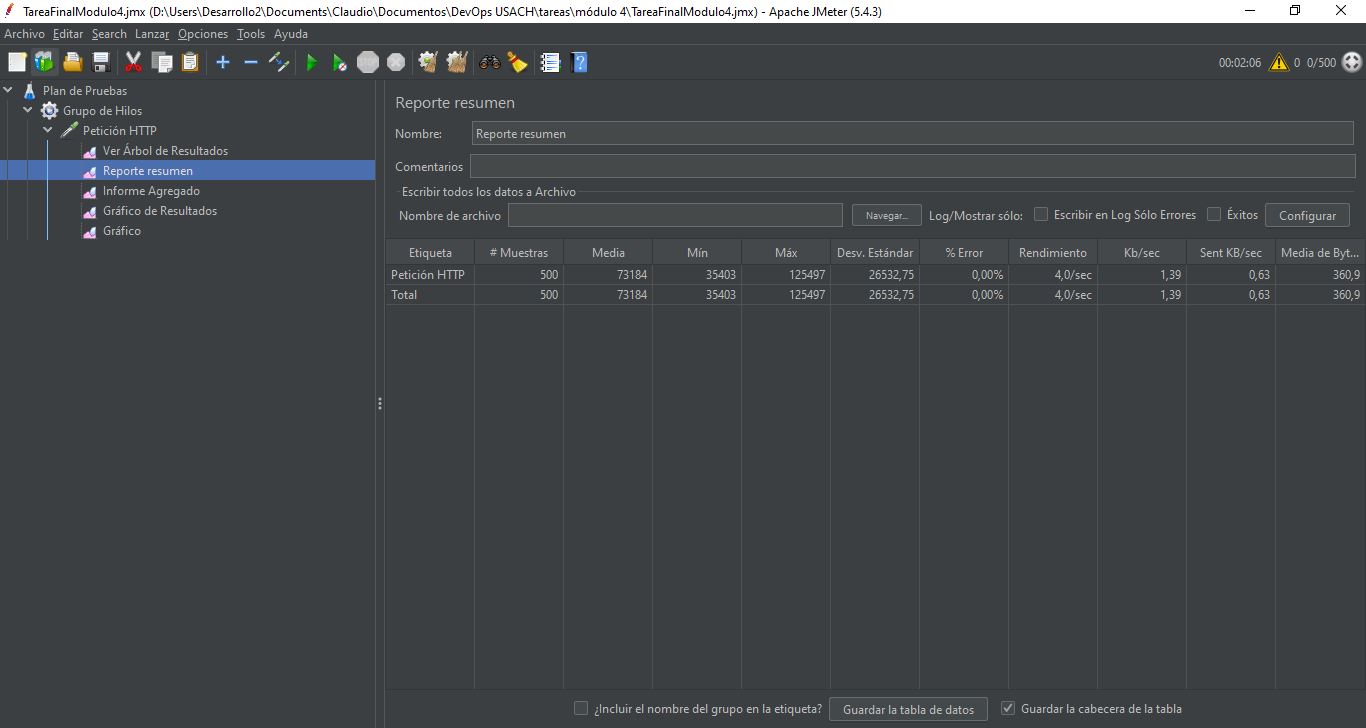 TareaFinalModulo4.jmx (D:\Users\Desarrollo2\Documents\Claudio\Documentos\DevOps USACH\tareas\módulo 4\TareaFinalModulo4.jmx) - Apache JMeter (5.4.3)
Archivo Editar Search Lanzar Opciones Tools Ayuda
STOP 00:02:06 0 0/500
Plan de Pruebas
Grupo de Hilos
Petición HTTP
Ver Árbol de Resultados
Reporte resumen
Informe Agregado
Gráfico de Resultados
Gráfico
Reporte resumen
Nombre: Reporte resumen
Comentarios
Escribir todos los datos a Archivo
Nombre de archivo Navegar... Log/Mostrar sólo: Escribir en Log Sólo Errores Éxitos Configurar
Etiqueta # Muestras Media Mín Máx Desv. Estándar % Error Rendimiento Kb/sec Sent KB/sec Media de Byt...
Petición HTTP 500 73184 35403 125497 26532,75 0,00% 4,0/sec 1,39 0,63 360,9
Total 500 73184 35403 125497 26532,75 0,00% 4,0/sec 1,39 0,63 360,9
¿Incluir el nombre del grupo en la etiqueta? Guardar la tabla de datos Guardar la cabecera de la tabla